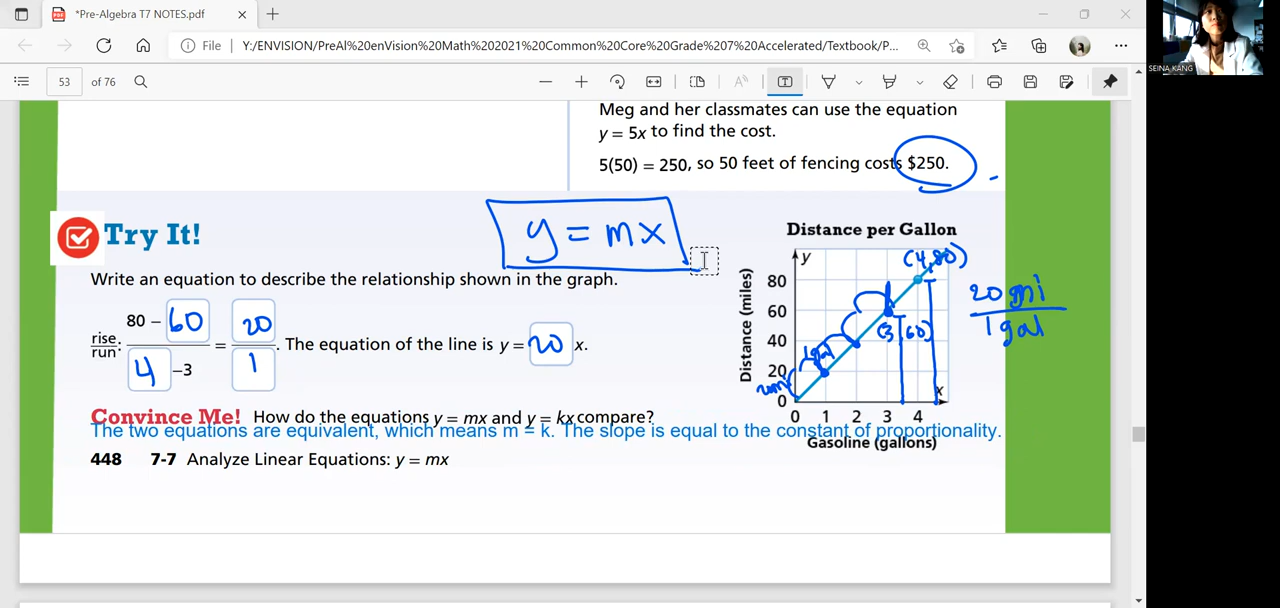 *Pre-Algebra T7 NOTES.pdf
File Y:/ENVISION/PreAl%20enVision%20Math%202021%20Common%20Core%20Grade%207%20Accelerated/Textbook/P...
53 of 76
SEINA KANG
Meg and her classmates can use the equation
y = 5x to find the cost.
5(50) = 250, so 50 feet of fencing costs $250.
Try It!
y = mx
Write an equation to describe the relationship shown in the graph.
rise/run: 80 – 60 / 4 –3 = 20 / 1. The equation of the line is y = 20 x.
Convince Me! How do the equations y = mx and y = kx compare?
The two equations are equivalent, which means m = k. The slope is equal to the constant of proportionality.
448 7-7 Analyze Linear Equations: y = mx
Distance per Gallon
Distance (miles)
y
80
60
40
20
0
0 1 2 3 4
x
Gasoline (gallons)
(4,80)
(3,60)
1gal
20mi
20 mi
1 gal